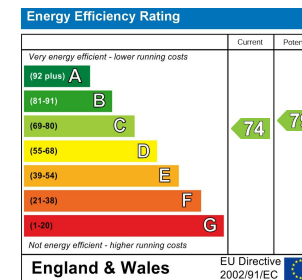 Energy Efficiency Rating
Current
Very energy efficient - lower running costs
(92 plus) A
(81-91) B
(69-80) C
74
(55-68) D
(39-54) E
(21-38) F
(1-20) G
Not energy efficient - higher running costs
England & Wales
EU Directive
2002/91/EC